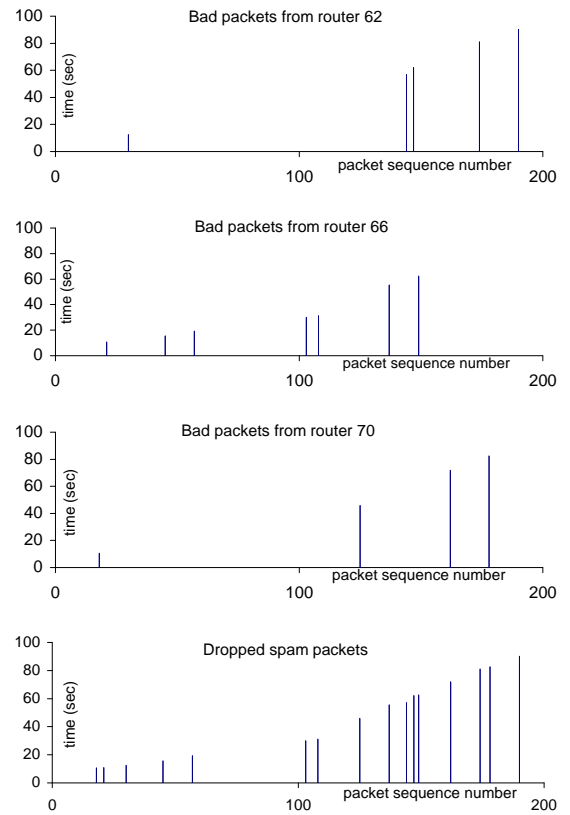 Bad packets from router 62
100
80
60
40
20
0
time (sec)
packet sequence number
0 100 200
Bad packets from router 66
100
80
60
40
20
0
time (sec)
packet sequence number
0 100 200
Bad packets from router 70
100
80
60
40
20
0
time (sec)
packet sequence number
0 100 200
Dropped spam packets
100
80
60
40
20
0
time (sec)
packet sequence number
0 100 200